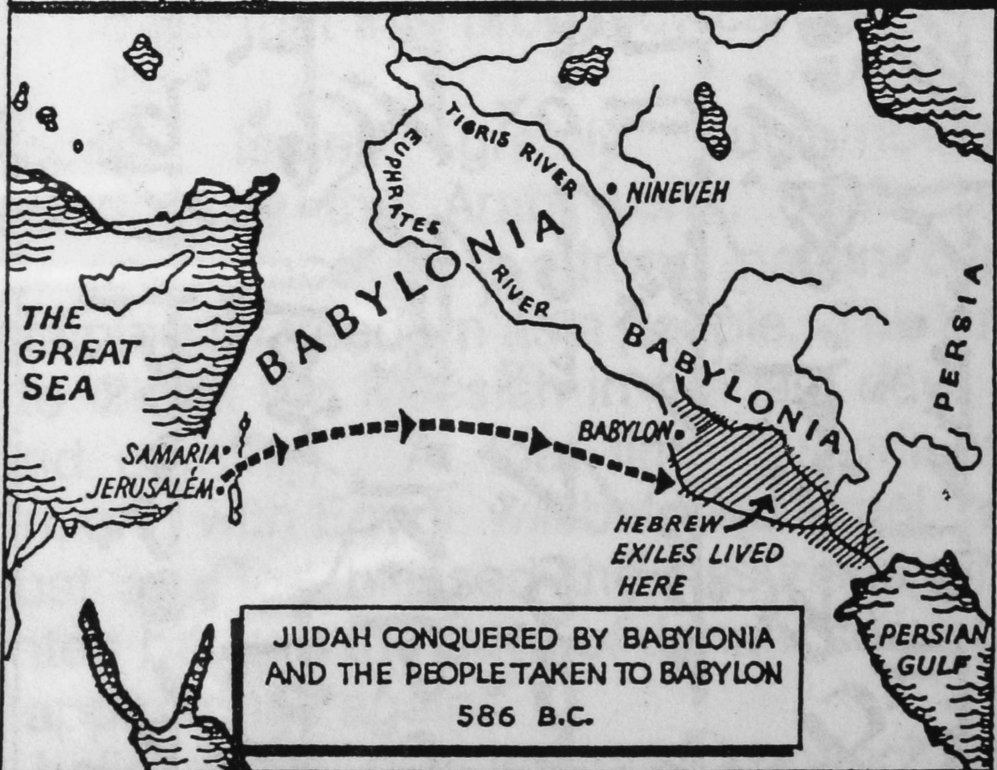 TIGRIS RIVER
EUPHRATES
RIVER
NINEVEH
BABYLONIA
BABYLONIA
PERSIA
THE
GREAT
SEA
SAMARIA
JERUSALEM
BABYLON
HEBREW
EXILES LIVED
HERE
PERSIAN
GULF
JUDAH CONQUERED BY BABYLONIA
AND THE PEOPLE TAKEN TO BABYLON
586 B.C.